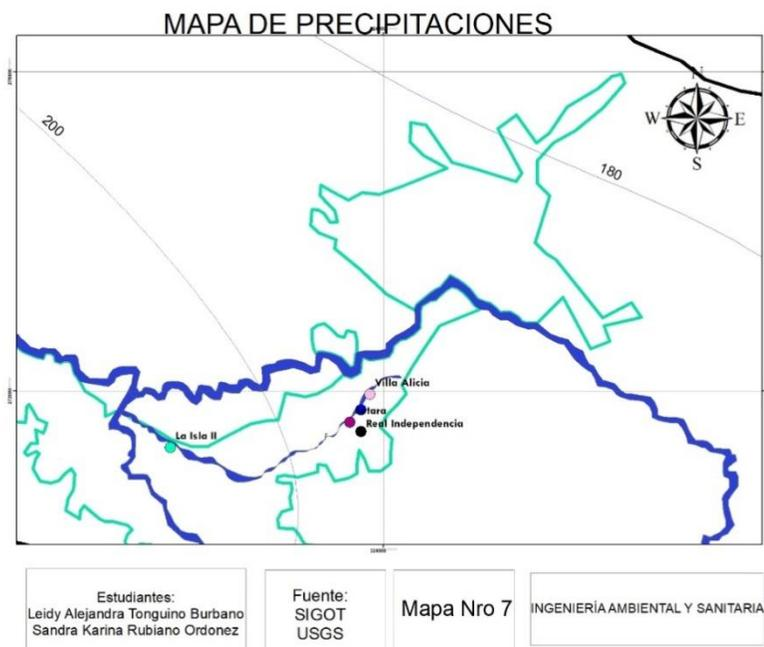 MAPA DE PRECIPITACIONES
N
W E
S
200
180
Villa Alicia
Itara
Real Independencia
La Isla II
Estudiantes:
Leidy Alejandra Tonguino Burbano
Sandra Karina Rubiano Ordonez
Fuente:
SIGOT
USGS
Mapa Nro 7
INGENIERÍA AMBIENTAL Y SANITARIA